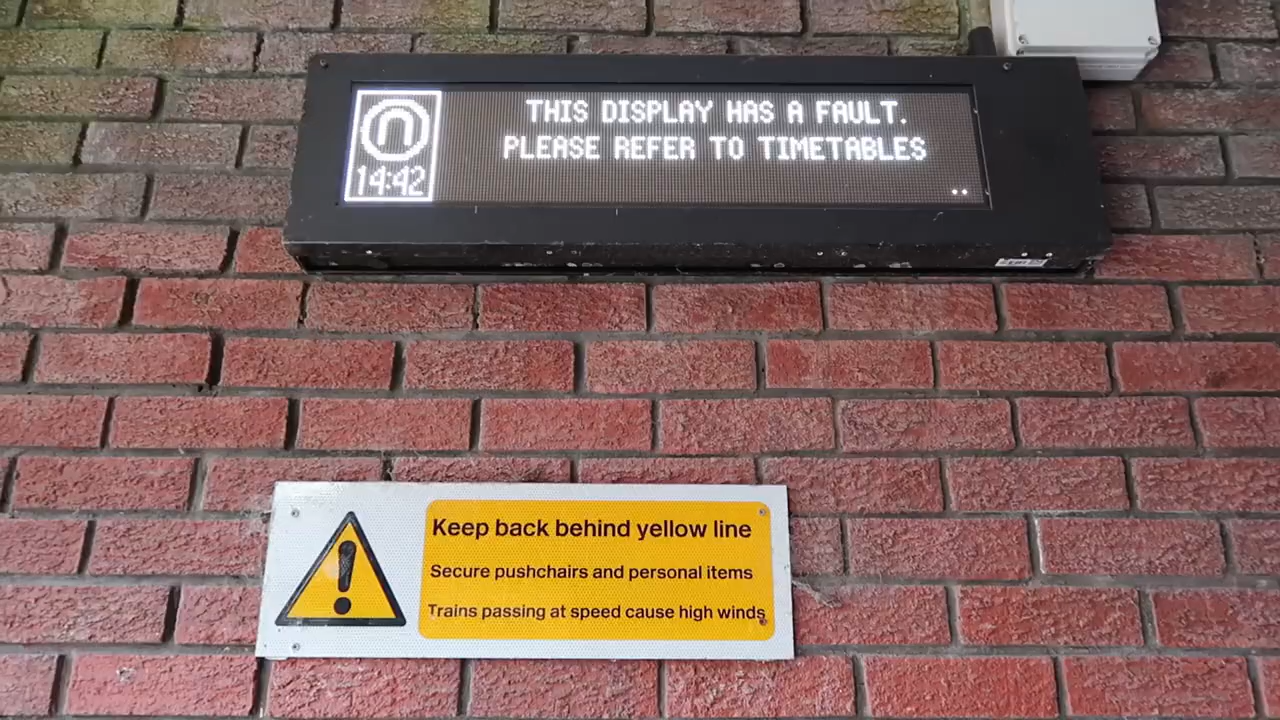 n
14:42
THIS DISPLAY HAS A FAULT.
PLEASE REFER TO TIMETABLES
..
Keep back behind yellow line
Secure pushchairs and personal items
Trains passing at speed cause high winds